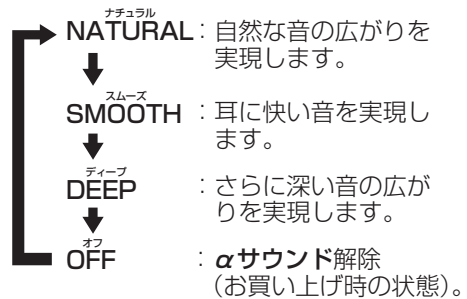 ナチュラル
NATURAL：自然な音の広がりを
実現します。
スムーズ
SMOOTH：耳に快い音を実現し
ます。
ディープ
DEEP：さらに深い音の広が
りを実現します。
オフ
OFF：αサウンド解除
（お買い上げ時の状態）。